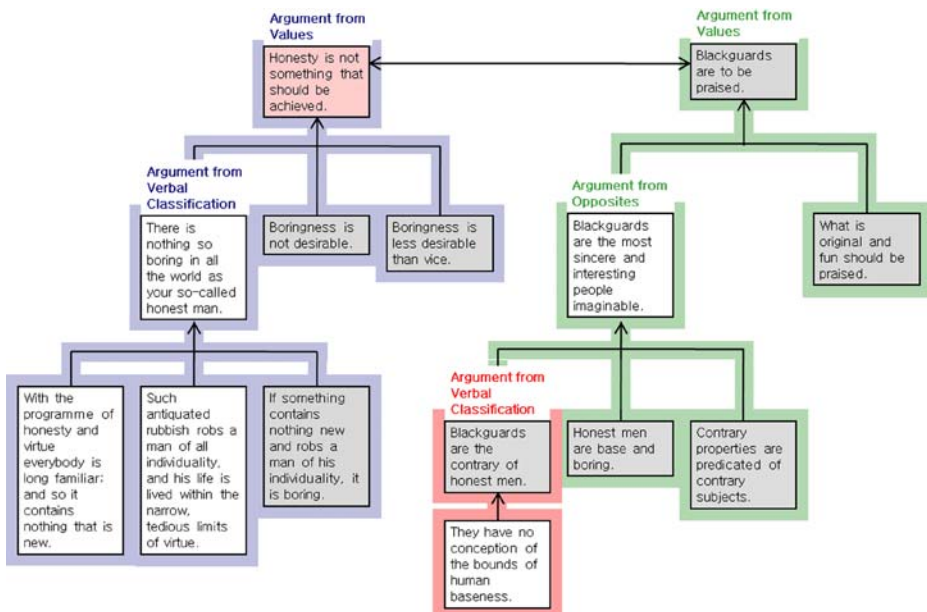 Argument from
Values
Honesty is not
something that
should be
achieved.
Argument from
Values
Blackguards
are to be
praised.
Argument from
Verbal
Classification
There is
nothing so
boring in all
the world as
your so-called
honest man.
Boringness is
not desirable.
Boringness is
less desirable
than vice.
Argument from
Opposites
Blackguards
are the most
sincere and
interesting
people
imaginable.
What is
original and
fun should be
praised.
With the
programme of
honesty and
virtue
everybody is
long familiar;
and so it
contains
nothing that is
new.
Such
antiquated
rubbish robs a
man of all
individuality,
and his life is
lived within the
narrow,
tedious limits
of virtue.
If something
contains
nothing new
and robs a
man of his
individuality, it
is boring.
Argument from
Verbal
Classification
Blackguards
are the
contrary of
honest men.
Honest men
are base and
boring.
Contrary
properties are
predicated of
contrary
subjects.
They have no
conception of
the bounds of
human
baseness.